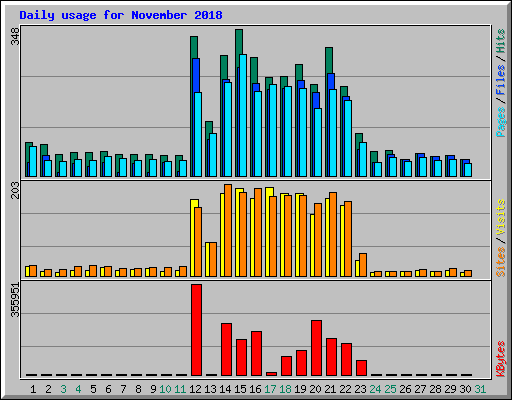 Daily usage for November 2018
348
Pages / Files / Hits
203
Sites / Visits
355951
KBytes
1 2 3 4 5 6 7 8 9 10 11 12 13 14 15 16 17 18 19 20 21 22 23 24 25 26 27 28 29 30 31